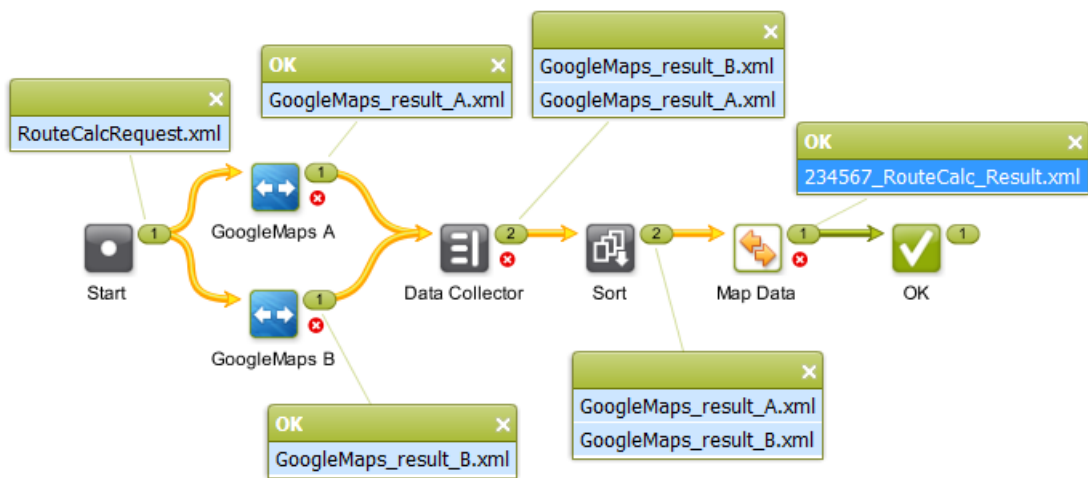 OK
GoogleMaps_result_B.xml
GoogleMaps_result_A.xml
GoogleMaps_result_A.xml
RouteCalcRequest.xml
OK
234567_RouteCalc_Result.xml
1
GoogleMaps A
1
2
2
1
1
Start
Data Collector
Sort
Map Data
OK
1
GoogleMaps B
GoogleMaps_result_A.xml
GoogleMaps_result_B.xml
OK
GoogleMaps_result_B.xml